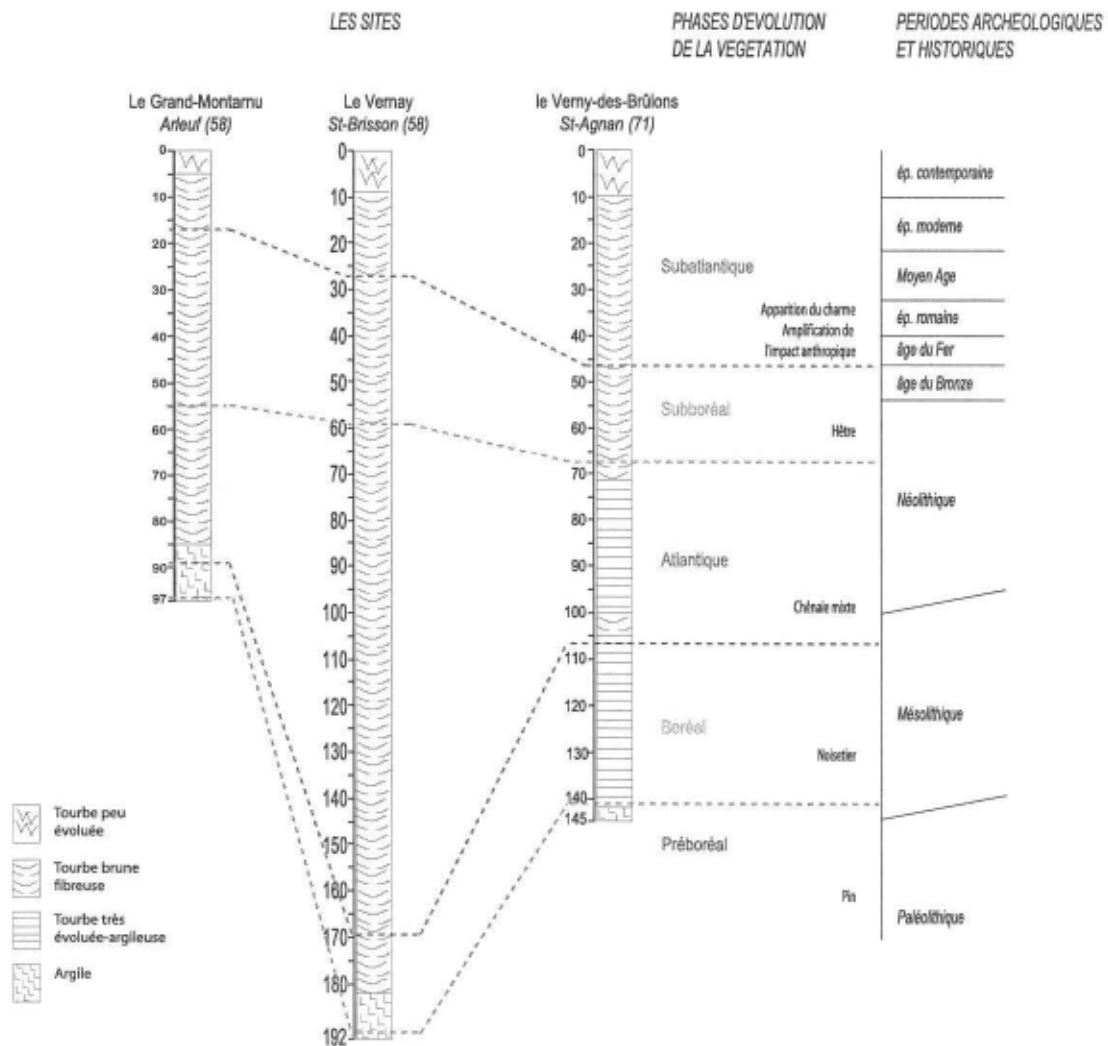 LES SITES
PHASES D'EVOLUTION
DE LA VEGETATION
PERIODES ARCHEOLOGIQUES
ET HISTORIQUES
Le Grand-Montarnu
Arleuf (58)
Le Vernay
St-Brisson (58)
le Verny-des-Brûlons
St-Agnan (71)
0
10
20
30
40
50
60
70
80
90
97
0
10
20
30
40
50
60
70
80
90
100
110
120
130
140
150
160
170
180
192
0
10
20
30
40
50
60
70
80
90
100
110
120
130
140
145
Subatlantique
Apparition du charme
Amplification de
l'impact anthropique
Subboréal
Hêtre
Atlantique
Chênaie mixte
Boréal
Noisetier
Préboréal
Pin
ép. contemporaine
ép. moderne
Moyen Age
ép. romaine
âge du Fer
âge du Bronze
Néolithique
Mésolithique
Paléolithique
Tourbe peu
évoluée
Tourbe brune
fibreuse
Tourbe très
évoluée-argileuse
Argile